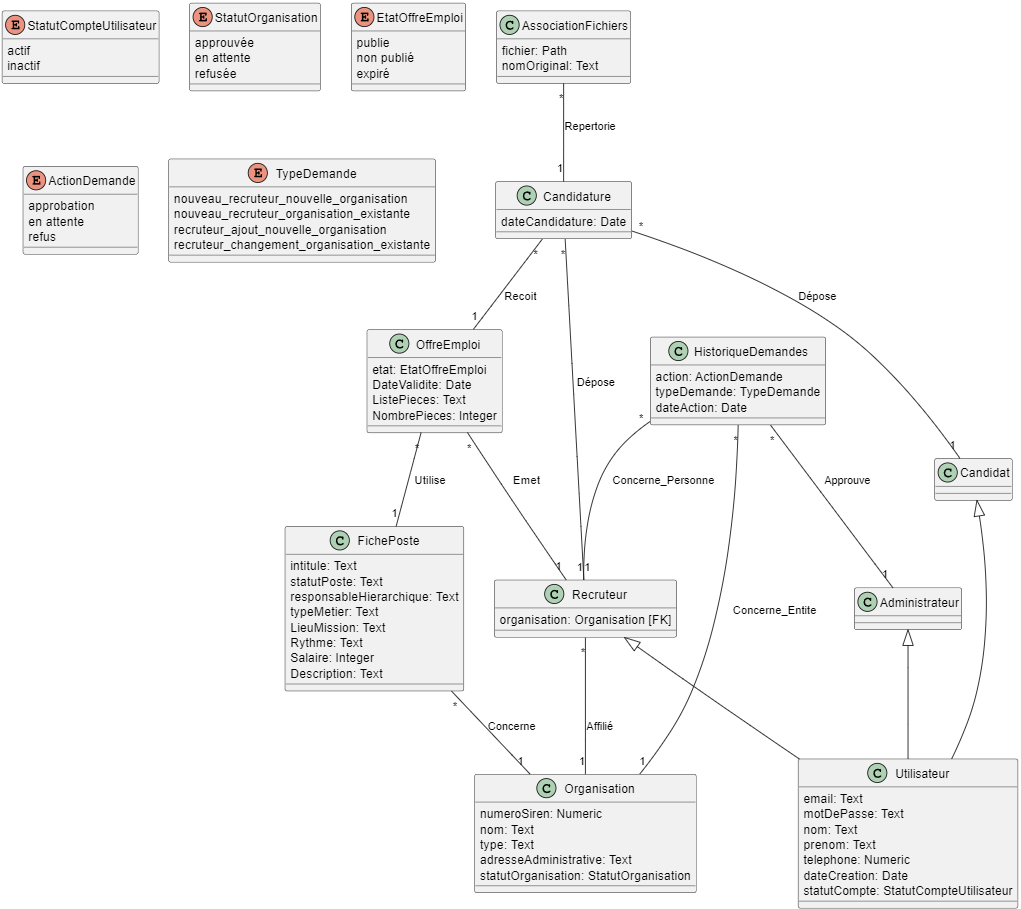 E StatutCompteUtilisateur
actif
inactif
E StatutOrganisation
approuvée
en attente
refusée
E EtatOffreEmploi
publie
non publié
expiré
C AssociationFichiers
fichier: Path
nomOriginal: Text
*
Repertorie
1
E ActionDemande
approbation
en attente
refus
E TypeDemande
nouveau_recruteur_nouvelle_organisation
nouveau_recruteur_organisation_existante
recruteur_ajout_nouvelle_organisation
recruteur_changement_organisation_existante
C Candidature
dateCandidature: Date
*
*
*
Recoit
1
Dépose
Dépose
C OffreEmploi
etat: EtatOffreEmploi
DateValidite: Date
ListePieces: Text
NombrePieces: Integer
C HistoriqueDemandes
action: ActionDemande
typeDemande: TypeDemande
dateAction: Date
*
*
*
*
*
1
C Candidat
Utilise
1
Emet
1
Concerne_Personne
1
1
Approuve
1
C FichePoste
intitule: Text
statutPoste: Text
responsableHierarchique: Text
typeMetier: Text
LieuMission: Text
Rythme: Text
Salaire: Integer
Description: Text
C Recruteur
organisation: Organisation [FK]
Concerne_Entite
C Administrateur
*
*
Concerne
1
Affilié
1
1
C Organisation
numeroSiren: Numeric
nom: Text
type: Text
adresseAdministrative: Text
statutOrganisation: StatutOrganisation
C Utilisateur
email: Text
motDePasse: Text
nom: Text
prenom: Text
telephone: Numeric
dateCreation: Date
statutCompte: StatutCompteUtilisateur